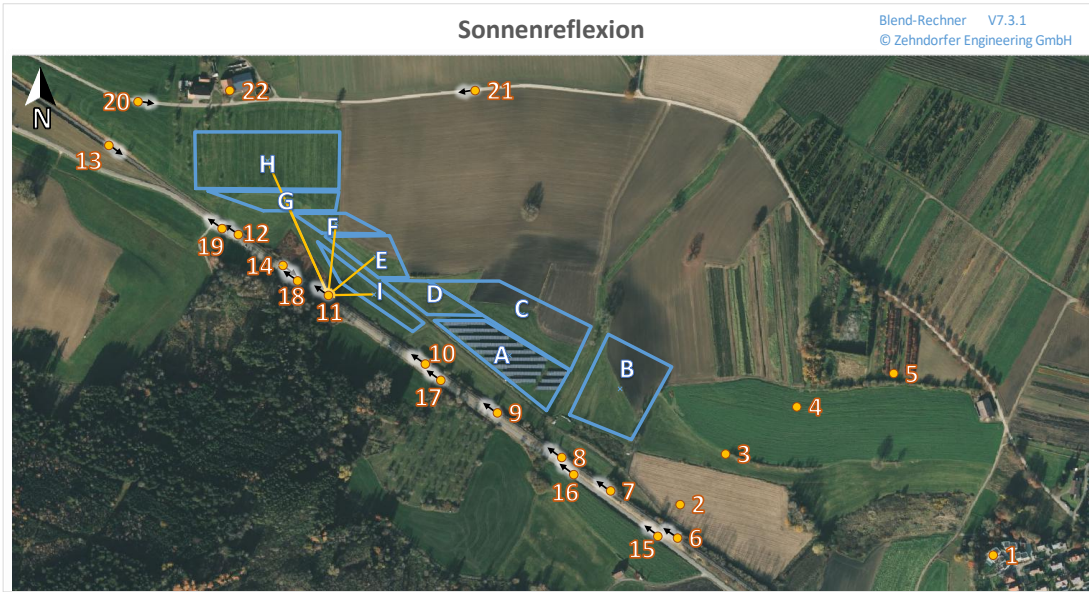 Sonnenreflexion
Blend-Rechner V7.3.1
© Zehndorfer Engineering GmbH
N
20
22
21
13
H
G
F
E
I
D
C
A
B
19
12
14
18
11
10
17
9
8
16
7
15
6
2
3
4
5
1